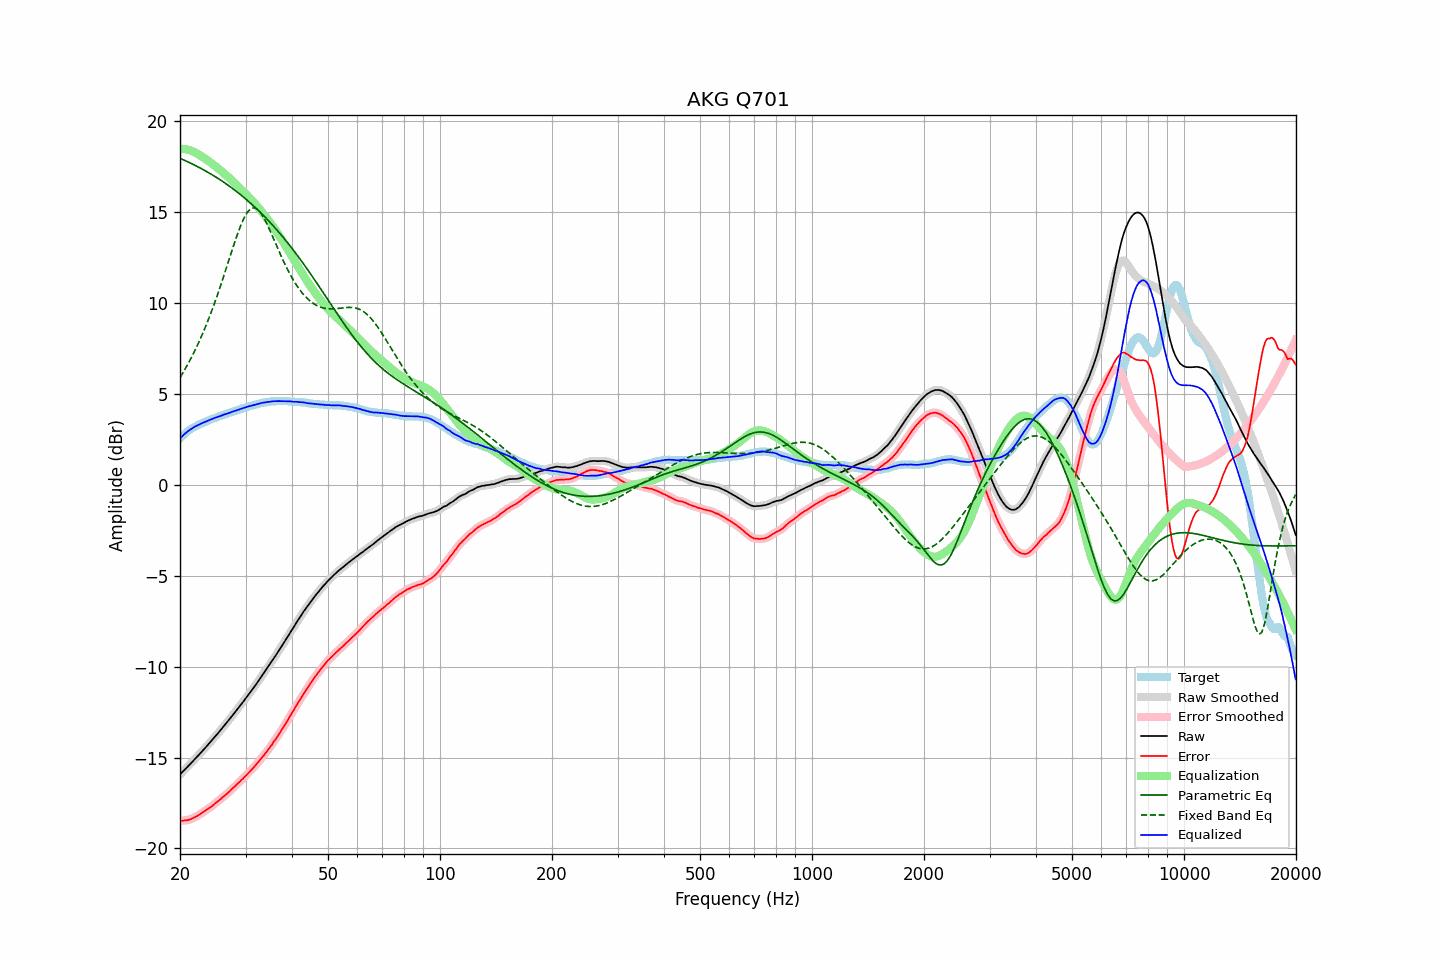 AKG Q701
Amplitude (dBr)
20
15
10
5
0
−5
−10
−15
−20
20
50
100
200
500
1000
2000
5000
10000
20000
Frequency (Hz)
Target
Raw Smoothed
Error Smoothed
Raw
Error
Equalization
Parametric Eq
Fixed Band Eq
Equalized